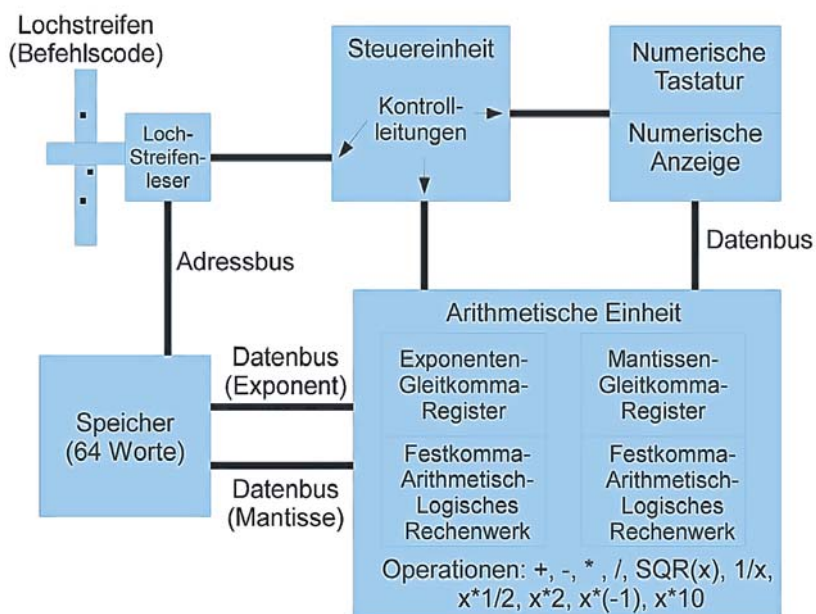 Lochstreifen
(Befehlscode)
Loch-
Streifen-
leser
Steuereinheit
Kontroll-
leitungen
Numerische
Tastatur
Numerische
Anzeige
Adressbus
Datenbus
Speicher
(64 Worte)
Datenbus
(Exponent)
Datenbus
(Mantisse)
Arithmetische Einheit
Exponenten-
Gleitkomma-
Register
Mantissen-
Gleitkomma-
Register
Festkomma-
Arithmetisch-
Logisches
Rechenwerk
Festkomma-
Arithmetisch-
Logisches
Rechenwerk
Operationen: +, -, * , /, SQR(x), 1/x,
x*1/2, x*2, x*(-1), x*10